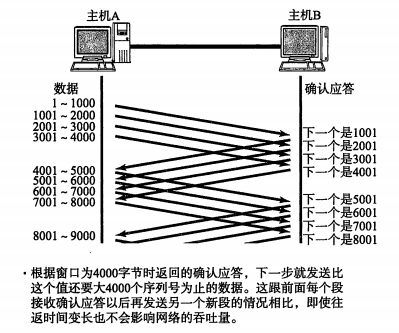 主机A
主机B
数据
确认应答
1～1000
1001～2000
2001～3000
3001～4000
下一个是1001
下一个是2001
下一个是3001
下一个是4001
4001～5000
5001～6000
6001～7000
7001～8000
下一个是5001
下一个是6001
下一个是7001
下一个是8001
8001～9000
·根据窗口为4000字节时返回的确认应答，下一步就发送比
这个值还要大4000个序列号为止的数据。这跟前面每个段
接收确认应答以后再发送另一个新段的情况相比，即使往
返时间变长也不会影响网络的吞吐量。